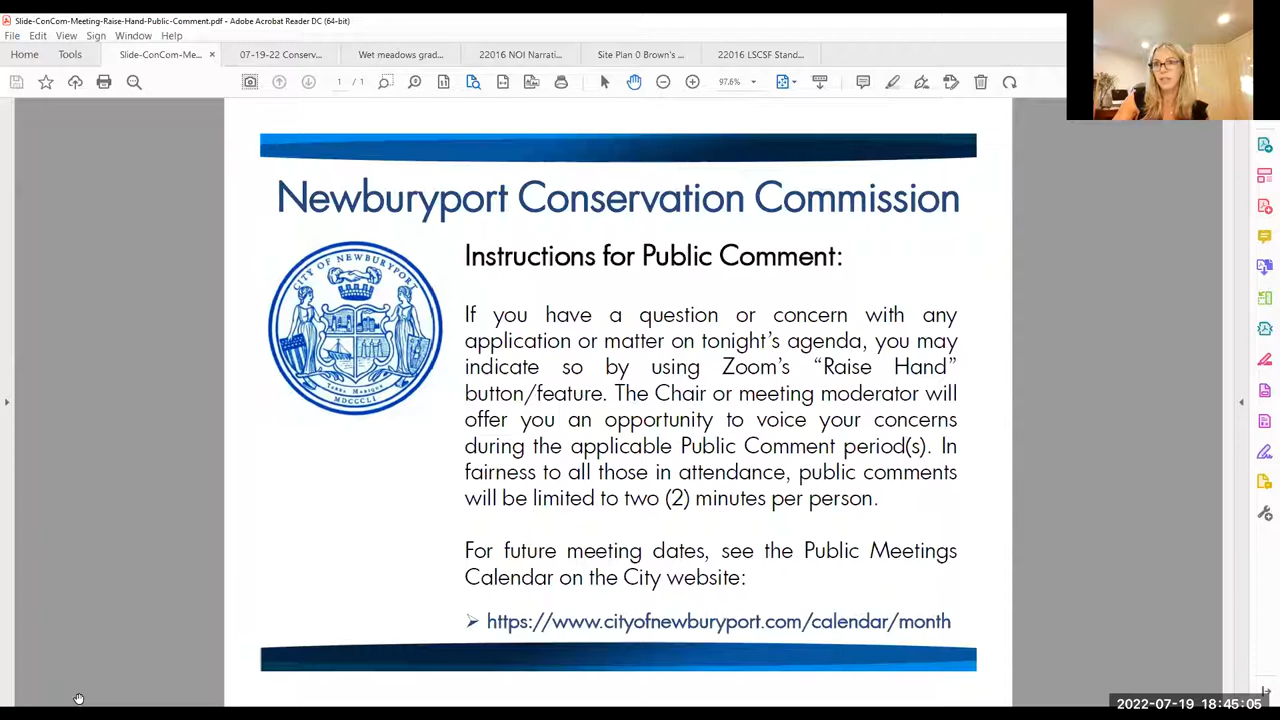 Slide-ConCom-Meeting-Raise-Hand-Public-Comment.pdf - Adobe Acrobat Reader DC (64-bit)
File Edit View Sign Window Help
Home Tools Slide-ConCom-Me... × 07-19-22 Conserv... Wet meadows grad... 22016 NOI Narrati... Site Plan 0 Brown's ... 22016 LSCSF Stand...
1 / 1 97.6%
Newburyport Conservation Commission
CITY OF NEWBURYPORT
TERRA MARIQUE
MDCCCLI
Instructions for Public Comment:
If you have a question or concern with any
application or matter on tonight's agenda, you may
indicate so by using Zoom's “Raise Hand”
button/feature. The Chair or meeting moderator will
offer you an opportunity to voice your concerns
during the applicable Public Comment period(s). In
fairness to all those in attendance, public comments
will be limited to two (2) minutes per person.
For future meeting dates, see the Public Meetings
Calendar on the City website:
➢ https://www.cityofnewburyport.com/calendar/month
2022-07-19 18:45:05